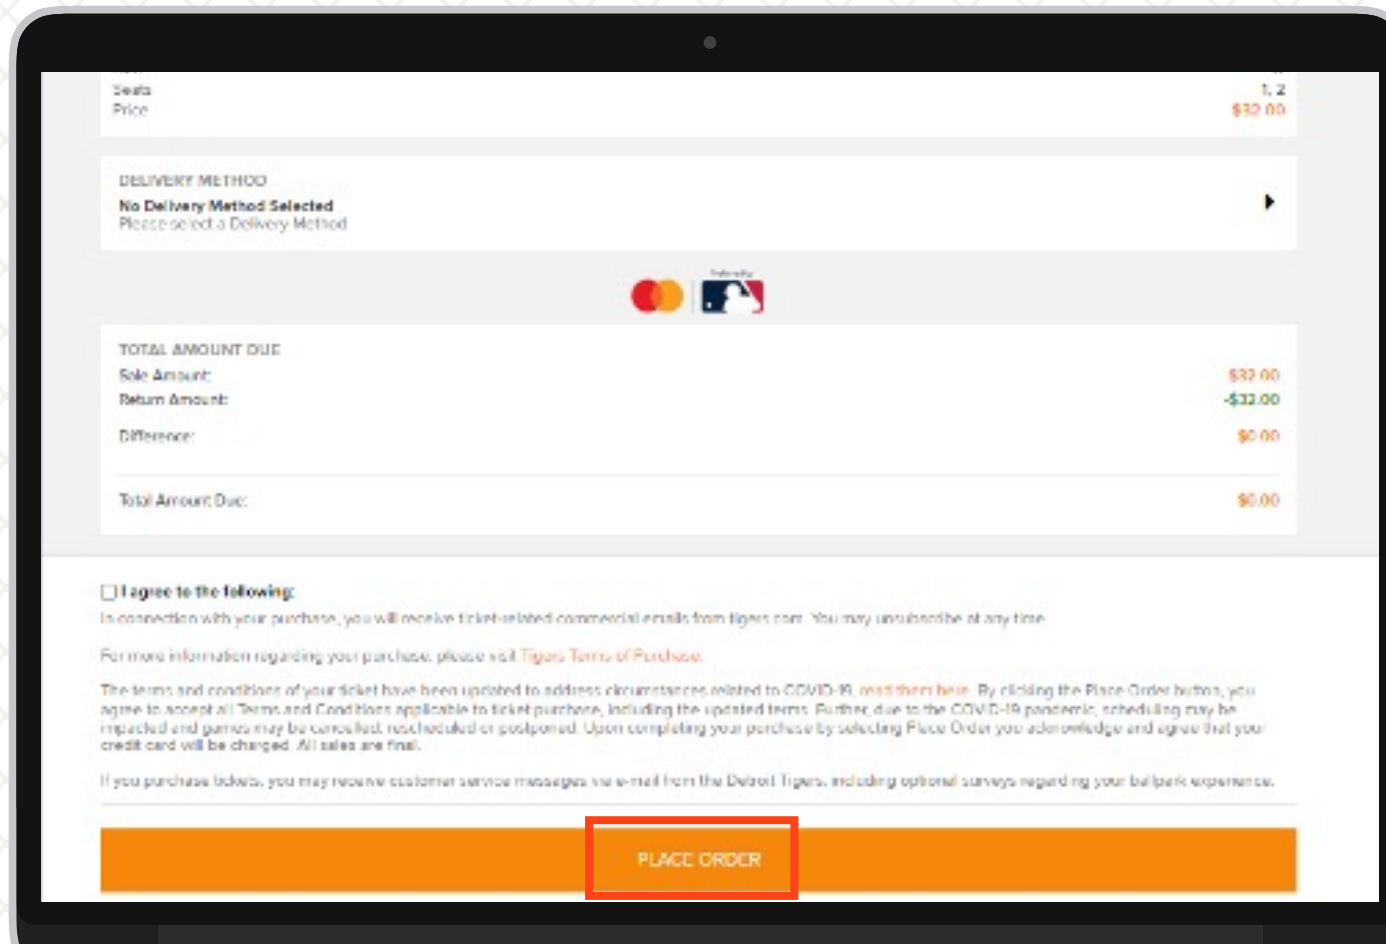 Seats 1, 2
Price $32.00
DELIVERY METHOD
No Delivery Method Selected
Please select a Delivery Method
TOTAL AMOUNT DUE
Sale Amount: $32.00
Return Amount: -$32.00
Difference: $0.00
Total Amount Due: $0.00
I agree to the following:
In connection with your purchase, you will receive ticket-related commercial emails from tigers.com. You may unsubscribe at any time
For more information regarding your purchase, please visit Tigers Terms of Purchase.
The terms and conditions of your ticket have been updated to address circumstances related to COVID-19, read them here. By clicking the Place Order button, you
agree to accept all Terms and Conditions applicable to ticket purchase, including the updated terms. Further, due to the COVID-19 pandemic, scheduling may be
impacted and games may be cancelled, rescheduled or postponed. Upon completing your purchase by selecting Place Order you acknowledge and agree that your
credit card will be charged. All sales are final.
If you purchase tickets, you may receive customer service messages via e-mail from the Detroit Tigers, including optional surveys regarding your ballpark experience.
PLACE ORDER